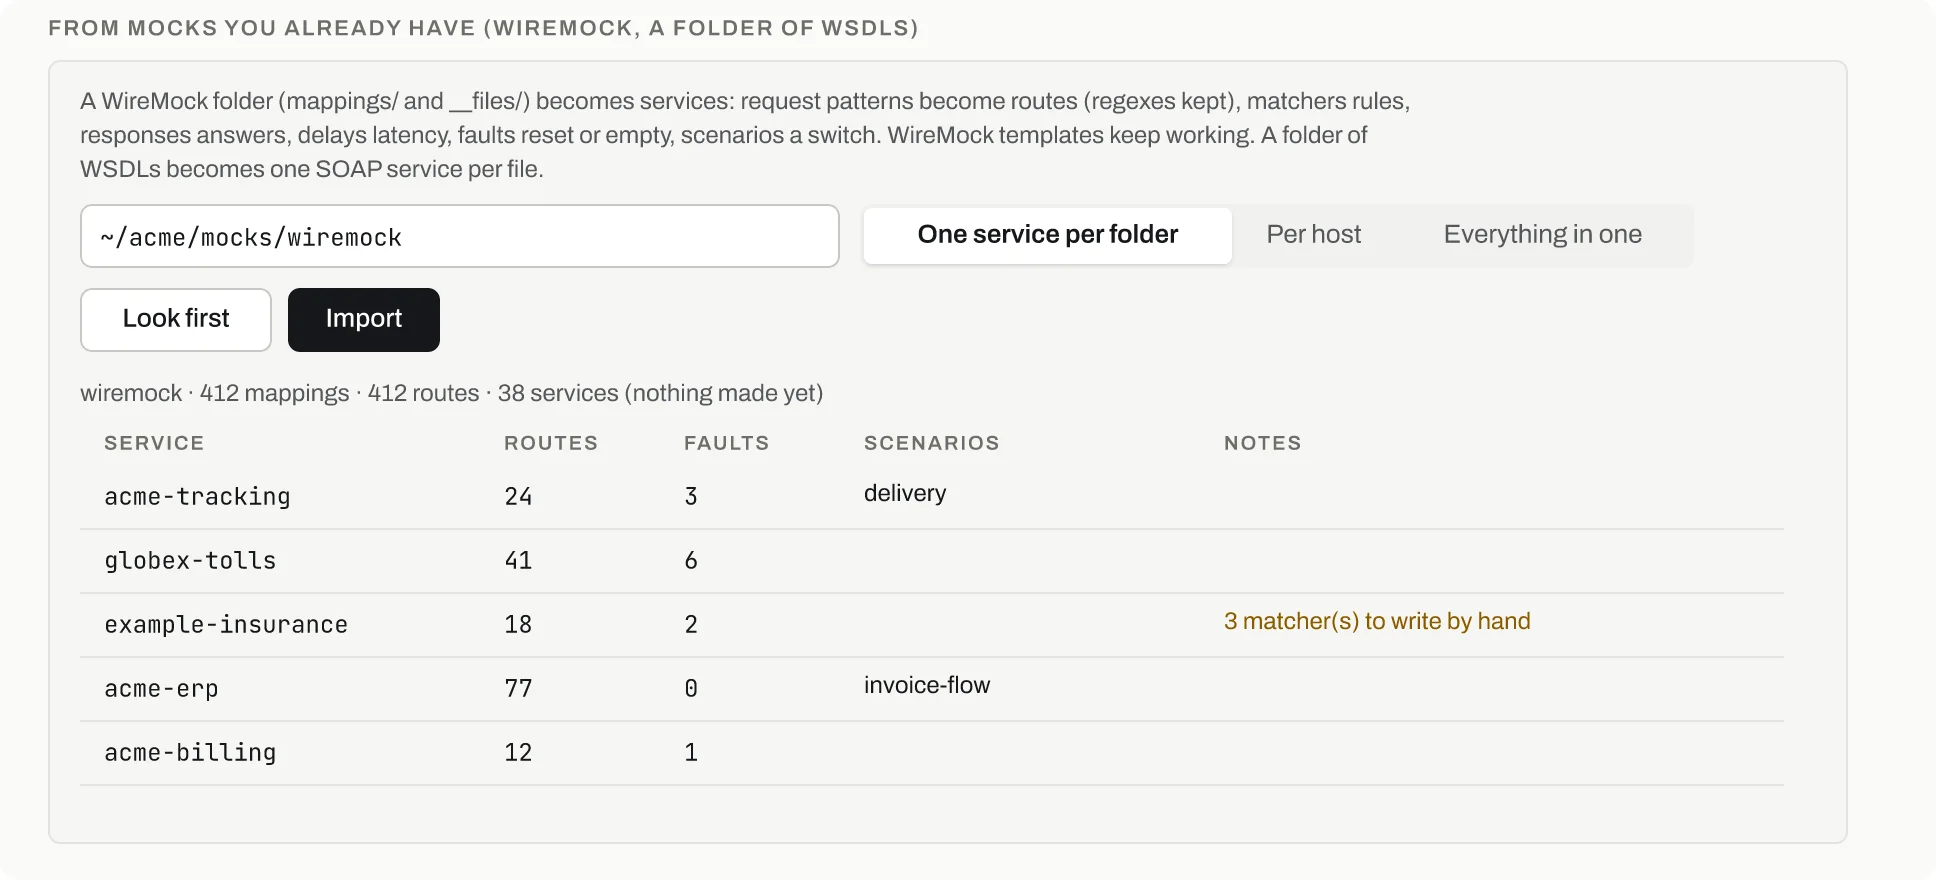 FROM MOCKS YOU ALREADY HAVE (WIREMOCK, A FOLDER OF WSDLS)
A WireMock folder (mappings/ and __files/) becomes services: request patterns become routes (regexes kept), matchers rules,
responses answers, delays latency, faults reset or empty, scenarios a switch. WireMock templates keep working. A folder of
WSDLs becomes one SOAP service per file.
~/acme/mocks/wiremock One service per folder Per host Everything in one
Look first Import
wiremock · 412 mappings · 412 routes · 38 services (nothing made yet)
SERVICE ROUTES FAULTS SCENARIOS NOTES
acme-tracking 24 3 delivery
globex-tolls 41 6
example-insurance 18 2 3 matcher(s) to write by hand
acme-erp 77 0 invoice-flow
acme-billing 12 1